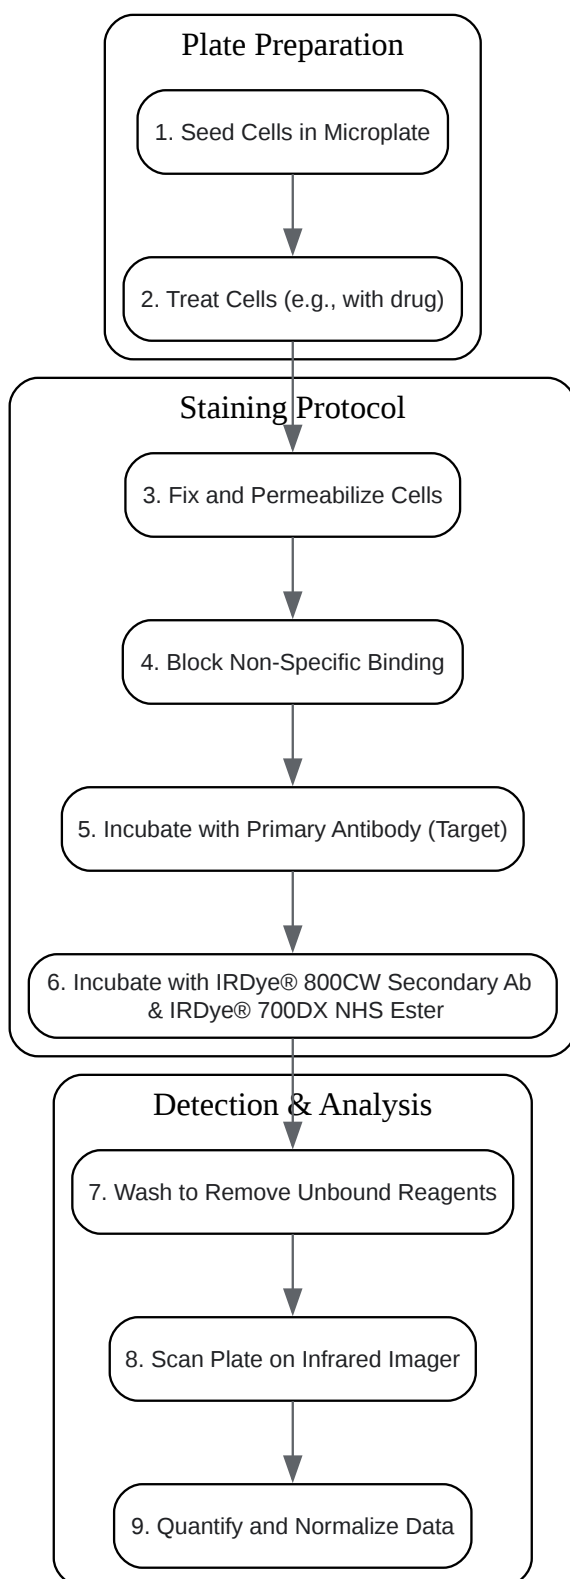 Plate Preparation
1. Seed Cells in Microplate
2. Treat Cells (e.g., with drug)
Staining Protocol
3. Fix and Permeabilize Cells
4. Block Non-Specific Binding
5. Incubate with Primary Antibody (Target)
6. Incubate with IRDye® 800CW Secondary Ab
& IRDye® 700DX NHS Ester
Detection & Analysis
7. Wash to Remove Unbound Reagents
8. Scan Plate on Infrared Imager
9. Quantify and Normalize Data